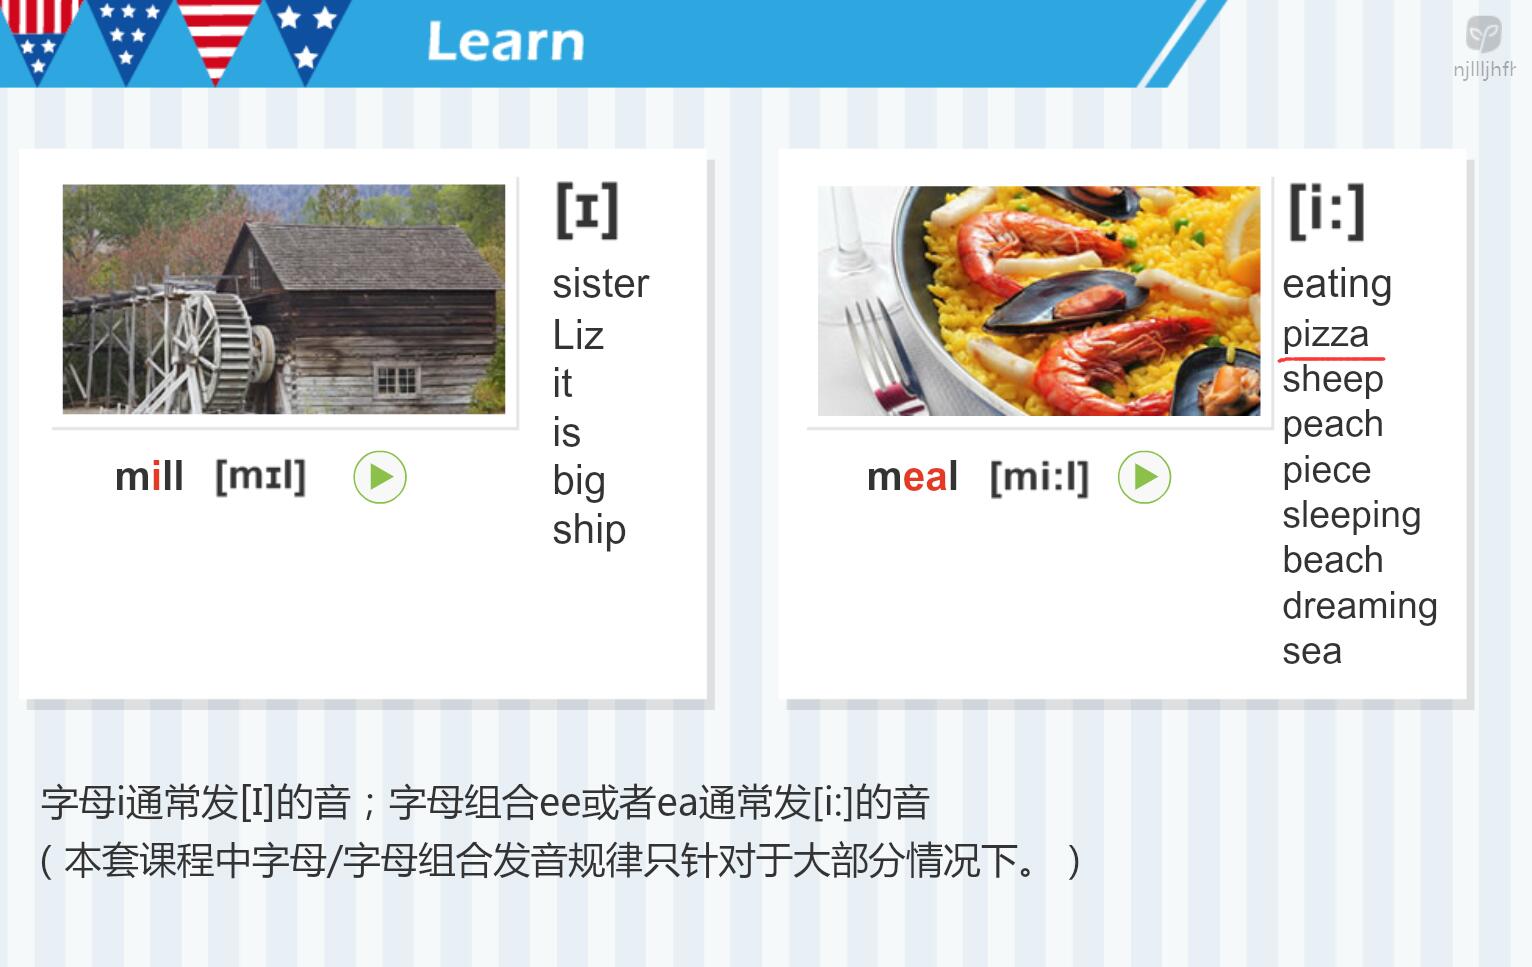 Learn
njllljhfh
[ɪ]
sister
Liz
it
is
big
ship
mill [mɪl]
[i:]
eating
pizza
sheep
peach
piece
sleeping
beach
dreaming
sea
meal [mi:l]
字母i通常发[I]的音；字母组合ee或者ea通常发[i:]的音
（本套课程中字母/字母组合发音规律只针对于大部分情况下。 ）